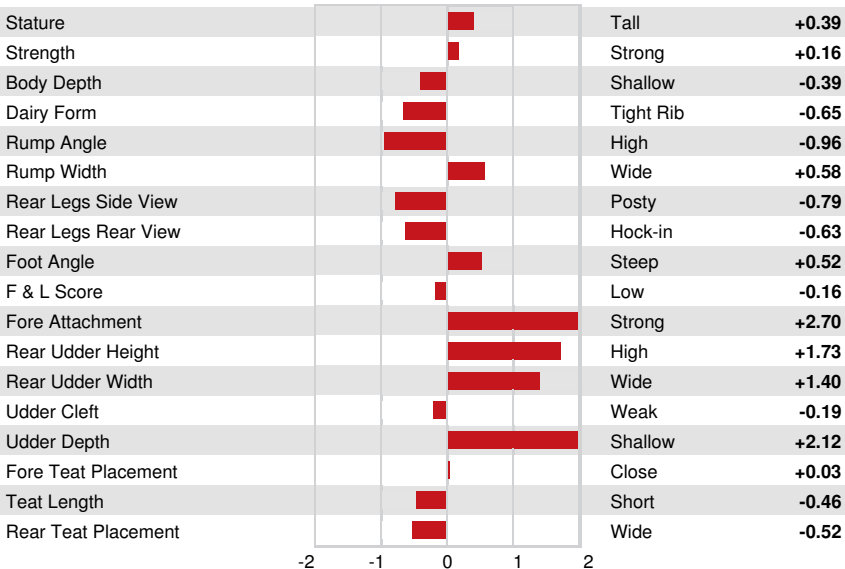 Stature Tall +0.39
Strength Strong +0.16
Body Depth Shallow -0.39
Dairy Form Tight Rib -0.65
Rump Angle High -0.96
Rump Width Wide +0.58
Rear Legs Side View Posty -0.79
Rear Legs Rear View Hock-in -0.63
Foot Angle Steep +0.52
F & L Score Low -0.16
Fore Attachment Strong +2.70
Rear Udder Height High +1.73
Rear Udder Width Wide +1.40
Udder Cleft Weak -0.19
Udder Depth Shallow +2.12
Fore Teat Placement Close +0.03
Teat Length Short -0.46
Rear Teat Placement Wide -0.52
-2 -1 0 1 2